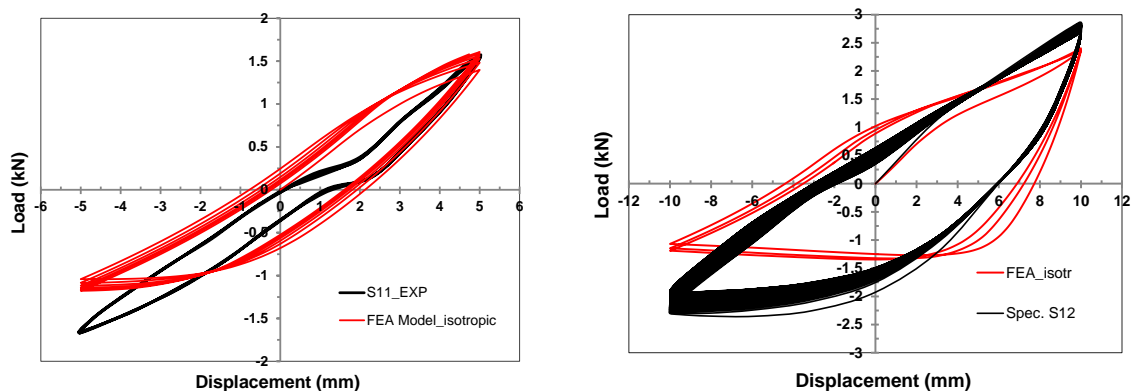 2
1.5
1
0.5
0
-6 -5 -4 -3 -2 -1 0 1 2 3 4 5 6
-0.5
-1
-1.5
-2
Load (kN)
Displacement (mm)
S11_EXP
FEA Model_isotropic
3
2.5
2
1.5
1
0.5
0
-12 -10 -8 -6 -4 -2 0 2 4 6 8 10 12
-0.5
-1
-1.5
-2
-2.5
-3
Load (kN)
Displacement (mm)
FEA_isotr
Spec. S12